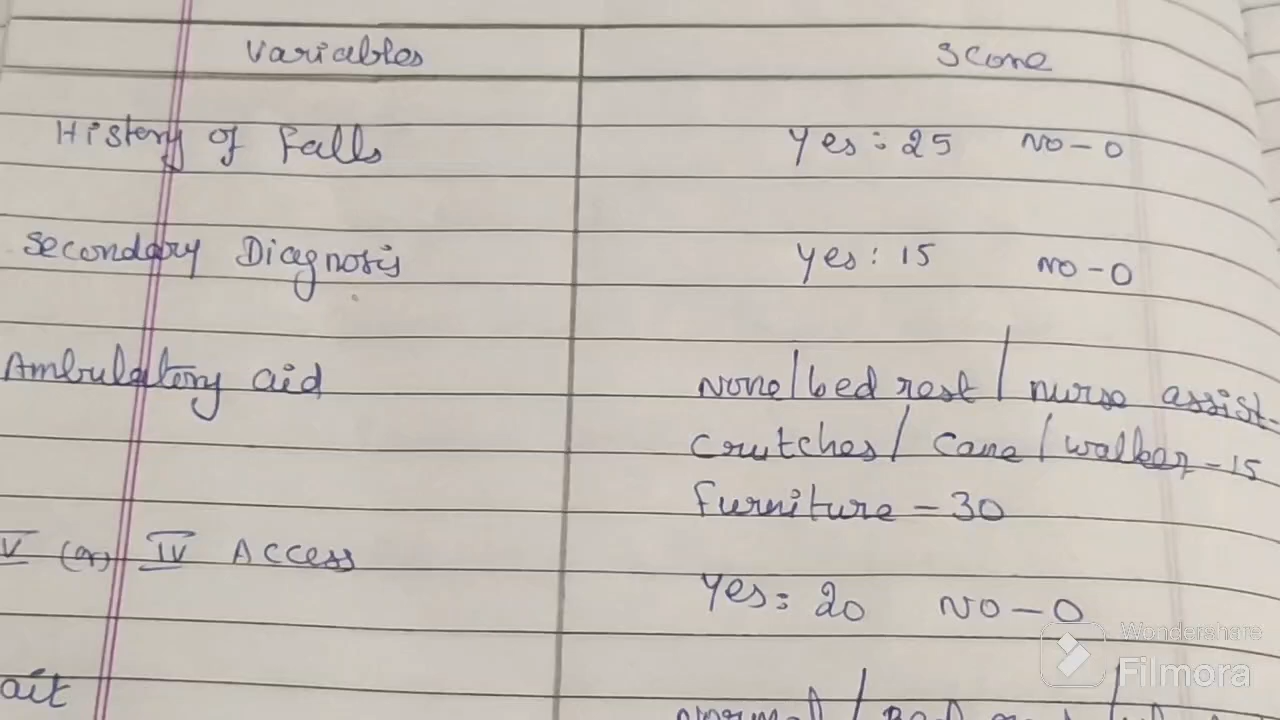 Variables Score
History of Falls Yes: 25 No-0
Secondary Diagnosis Yes: 15 No-0
Ambulatory aid None/bed rest/nurse assist-
Crutches/Cane/Walker-15
Furniture-30
IV Access
Yes: 20 No-0
ait
Wondershare
Filmora